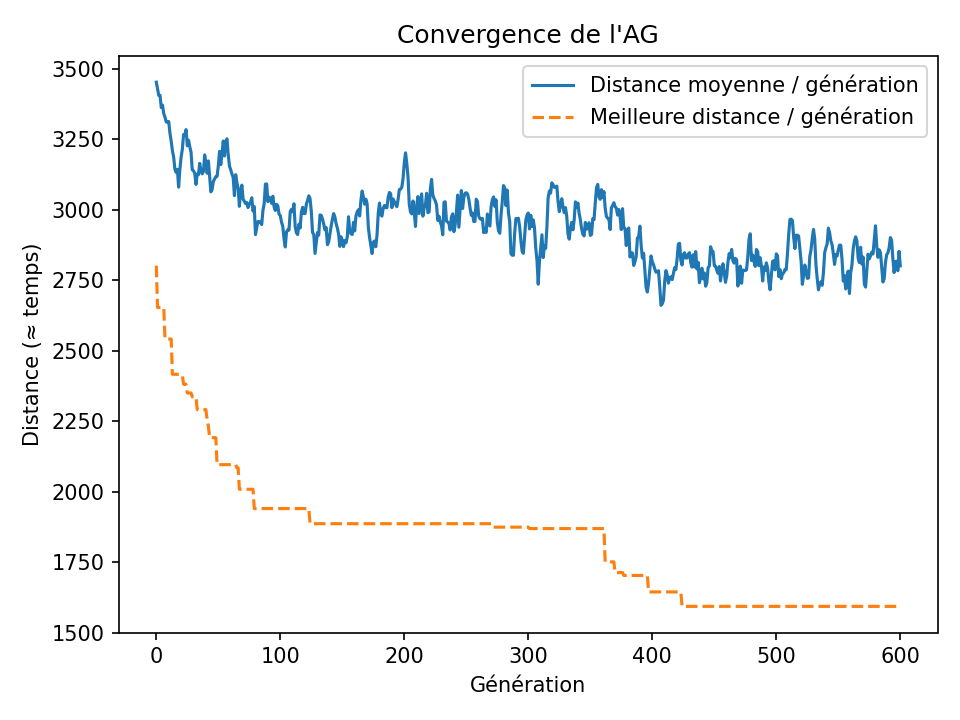 Convergence de l'AG
Distance moyenne / génération
Meilleure distance / génération
Distance (≈ temps)
3500
3250
3000
2750
2500
2250
2000
1750
1500
0 100 200 300 400 500 600
Génération